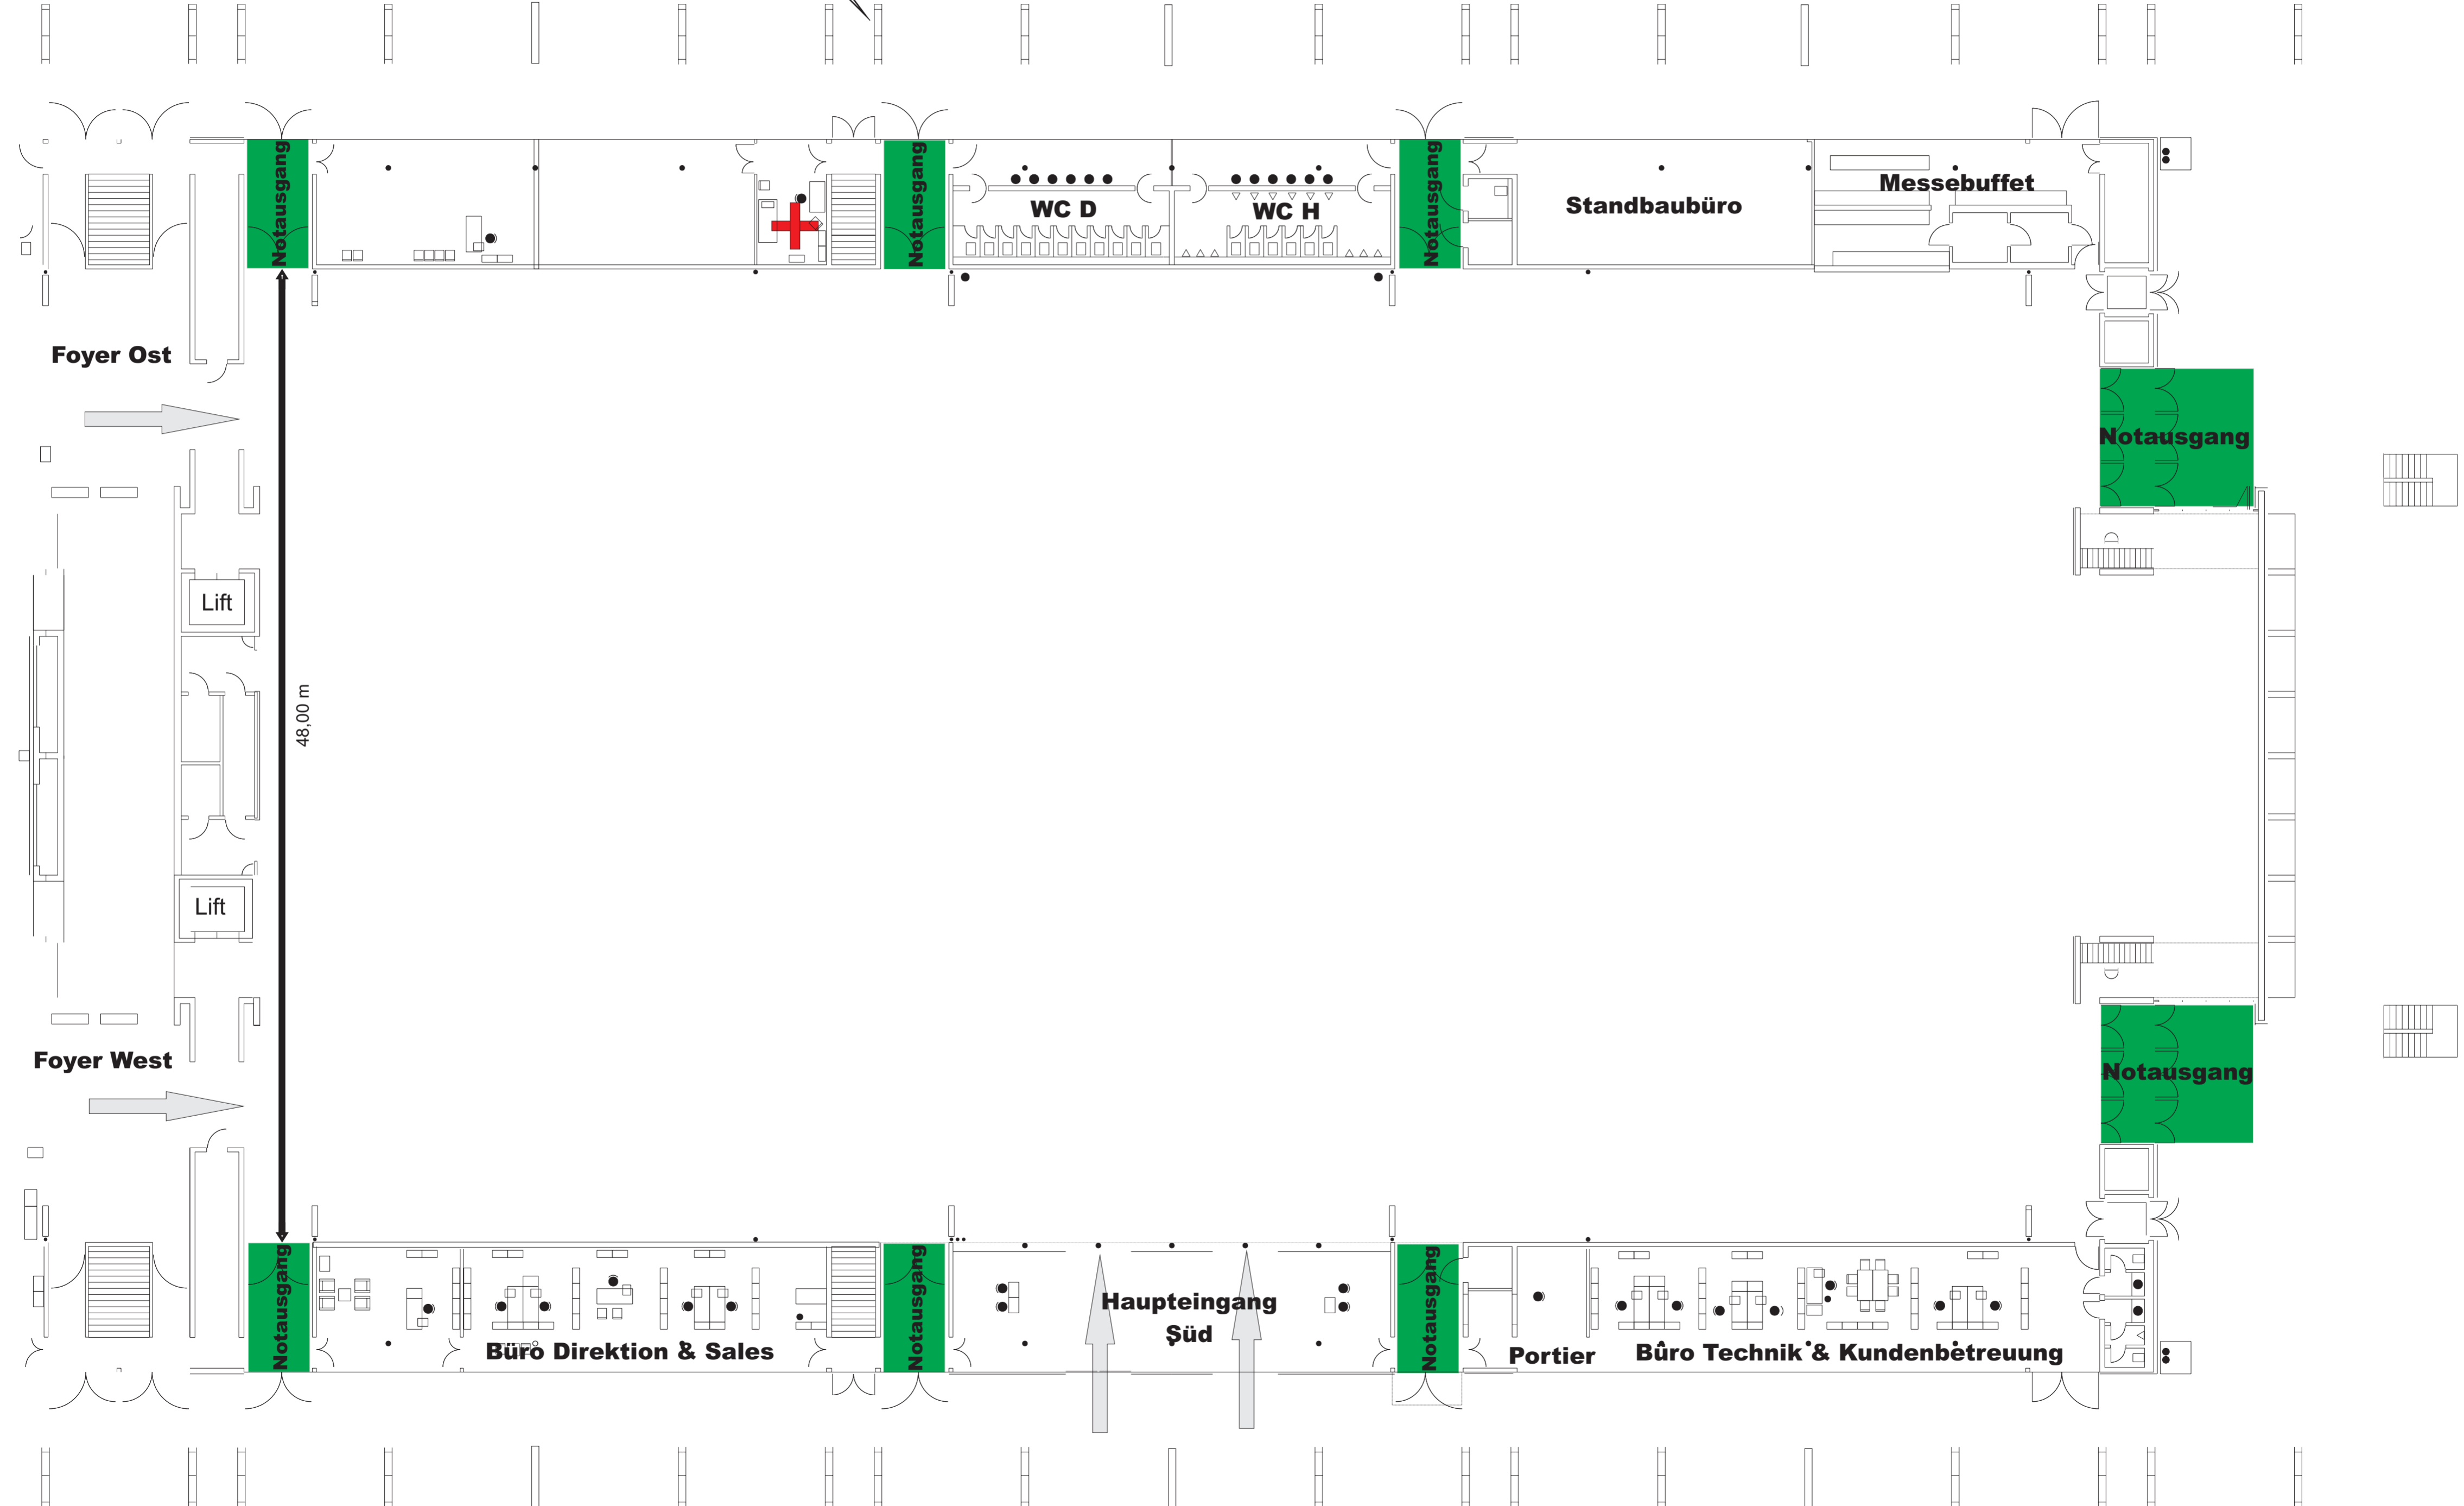 Notausgang
Notausgang
Notausgang
WC D
WC H
Standbaubüro
Messebuffet
Foyer Ost
Notausgang
Lift
48,00 m
Lift
Foyer West
Notausgang
Notausgang
Notausgang
Notausgang
Haupteingang
Süd
Büro Direktion & Sales
Portier
Büro Technik & Kundenbetreuung